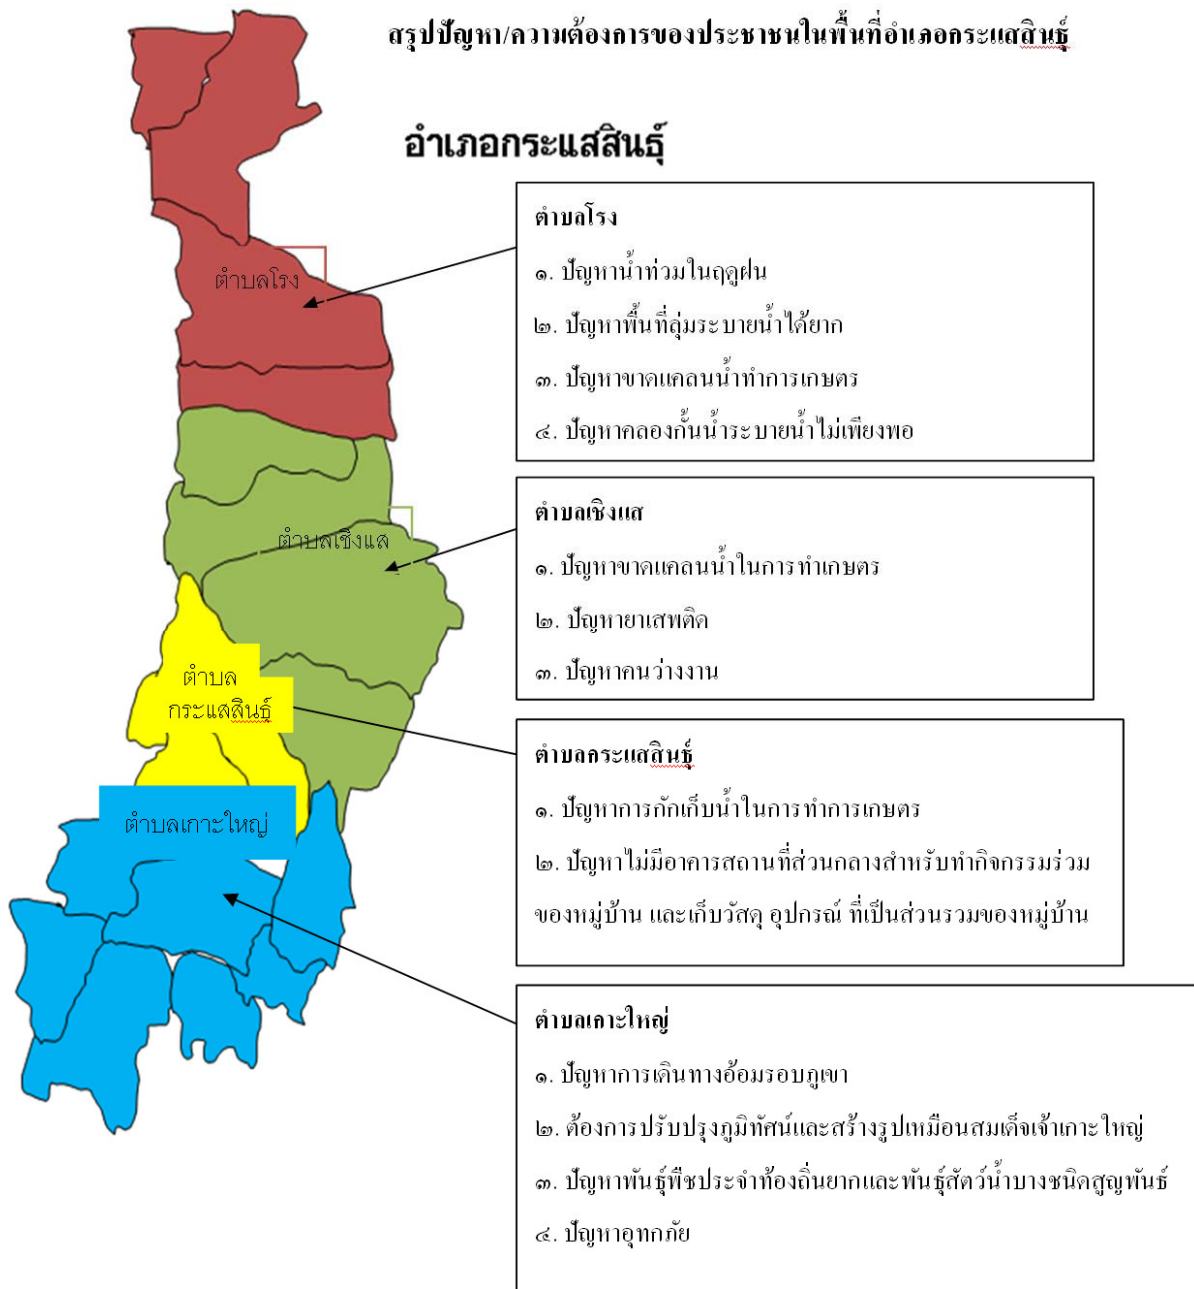 สรุปปัญหา/ความต้องการของประชาชนในพื้นที่อำเภอกระแสสินธุ์
อำเภอกระแสสินธุ์
ตำบลโรง
ตำบลโรง
๑. ปัญหาน้ำท่วมในฤดูฝน
๒. ปัญหาพื้นที่ลุ่มระบายน้ำได้ยาก
๓. ปัญหาขาดแคลนน้ำทำการเกษตร
๔. ปัญหาคลองกั้นน้ำระบายน้ำไม่เพียงพอ
ตำบลเชิงแส
ตำบลเชิงแส
๑. ปัญหาขาดแคลนน้ำในการทำเกษตร
๒. ปัญหายาเสพติด
๓. ปัญหาคนว่างงาน
ตำบล
กระแสสินธุ์
ตำบลกระแสสินธุ์
๑. ปัญหาการกักเก็บน้ำในการทำการเกษตร
๒. ปัญหาไม่มีอาคารสถานที่ส่วนกลางสำหรับทำกิจกรรมร่วม
ของหมู่บ้าน และเก็บวัสดุ อุปกรณ์ ที่เป็นส่วนรวมของหมู่บ้าน
ตำบลเกาะใหญ่
ตำบลเกาะใหญ่
๑. ปัญหาการเดินทางอ้อมรอบภูเขา
๒. ต้องการปรับปรุงภูมิทัศน์และสร้างรูปเหมือนสมเด็จเจ้าเกาะใหญ่
๓. ปัญหาพันธุ์พืชประจำท้องถิ่นยากและพันธุ์สัตว์น้ำบางชนิดสูญพันธ์
๔. ปัญหาอุทกภัย